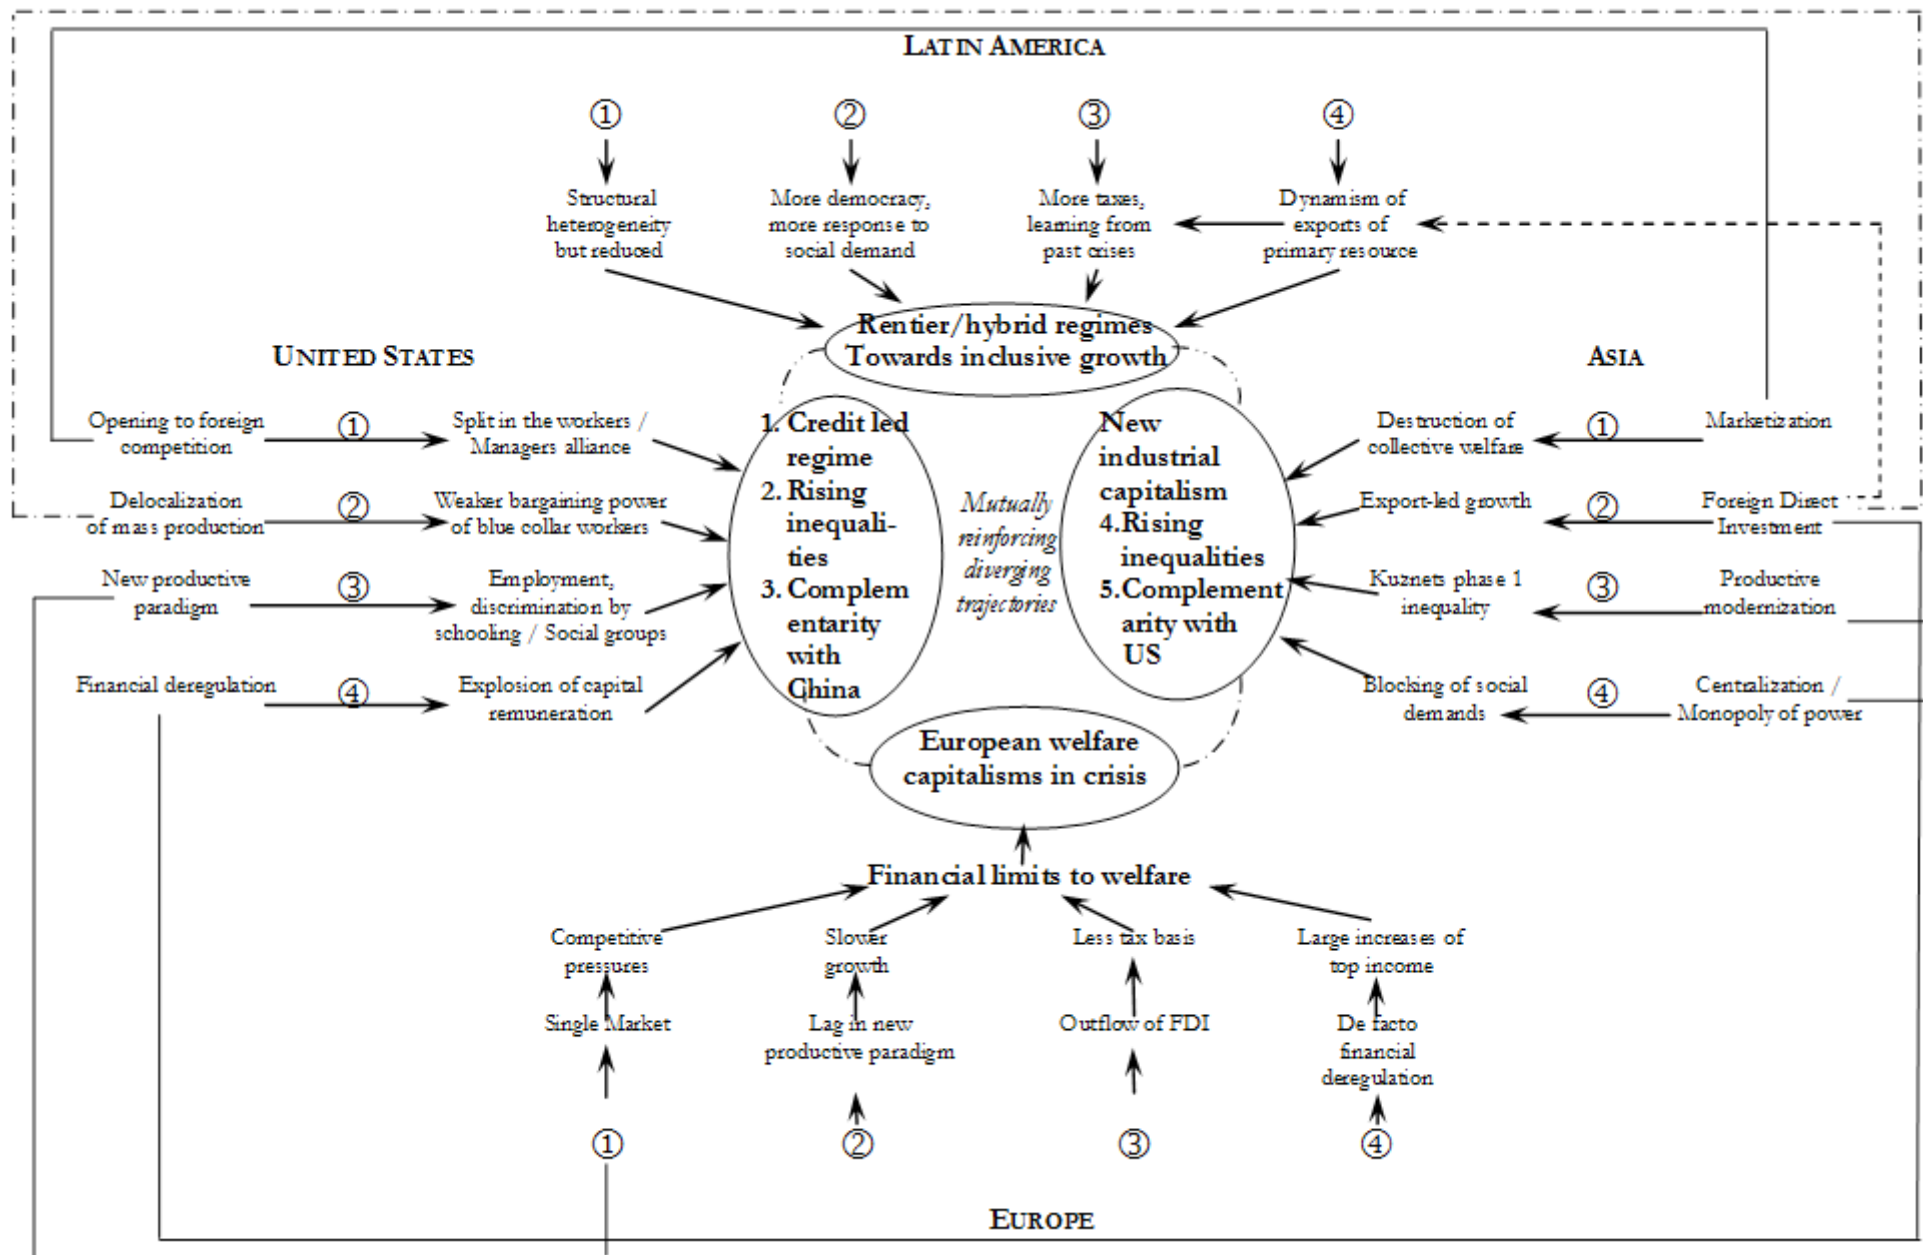 LATIN AMERICA
① ② ③ ④
Structural
heterogeneity
but reduced
More democracy,
more response to
social demand
More taxes,
learning from
past crises
Dynamism of
exports of
primary resource
Rentier/hybrid regimes
Towards inclusive growth
UNITED STATES
Opening to foreign
competition
①
Split in the workers /
Managers alliance
Delocalization
of mass production
②
Weaker bargaining power
of blue collar workers
New productive
paradigm
③
Employment,
discrimination by
schooling / Social groups
Financial deregulation
④
Explosion of capital
remuneration
1. Credit led
regime
2. Rising
inequali-
ties
3. Complem
entarity
with
China
Mutually
reinforcing
diverging
trajectories
New
industrial
capitalism
4.Rising
inequalities
5.Complement
arity with
US
ASIA
Destruction of
collective welfare
①
Marketization
Export-led growth
②
Foreign Direct
Investment
Kuznets phase 1
inequality
③
Productive
modernization
Blocking of social
demands
④
Centralization /
Monopoly of power
European welfare
capitalisms in crisis
Financial limits to welfare
Competitive
pressures
Slower
growth
Less tax basis
Large increases of
top income
Single Market
Lag in new
productive paradigm
Outflow of FDI
De facto
financial
deregulation
① ② ③ ④
EUROPE